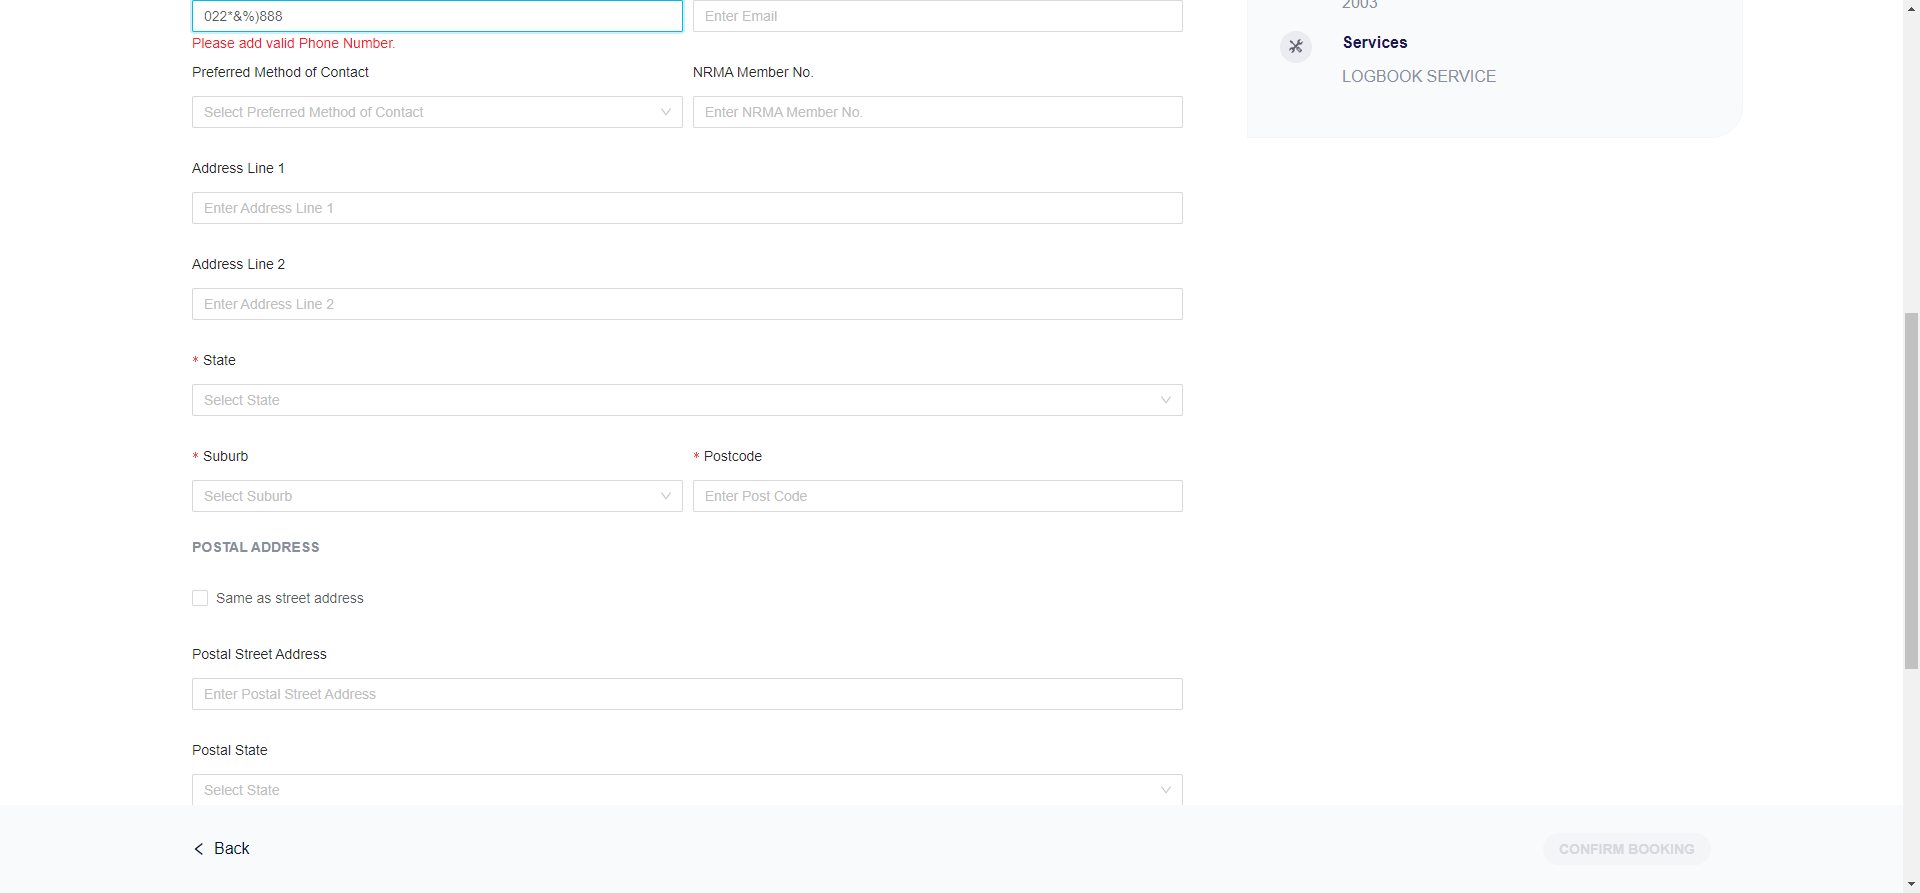 022*&%)888
Enter Email
Please add valid Phone Number.
Preferred Method of Contact
NRMA Member No.
Select Preferred Method of Contact
Enter NRMA Member No.
Address Line 1
Enter Address Line 1
Address Line 2
Enter Address Line 2
* State
Select State
* Suburb
* Postcode
Select Suburb
Enter Post Code
POSTAL ADDRESS
Same as street address
Postal Street Address
Enter Postal Street Address
Postal State
Select State
2003
Services
LOGBOOK SERVICE
Back
CONFIRM BOOKING